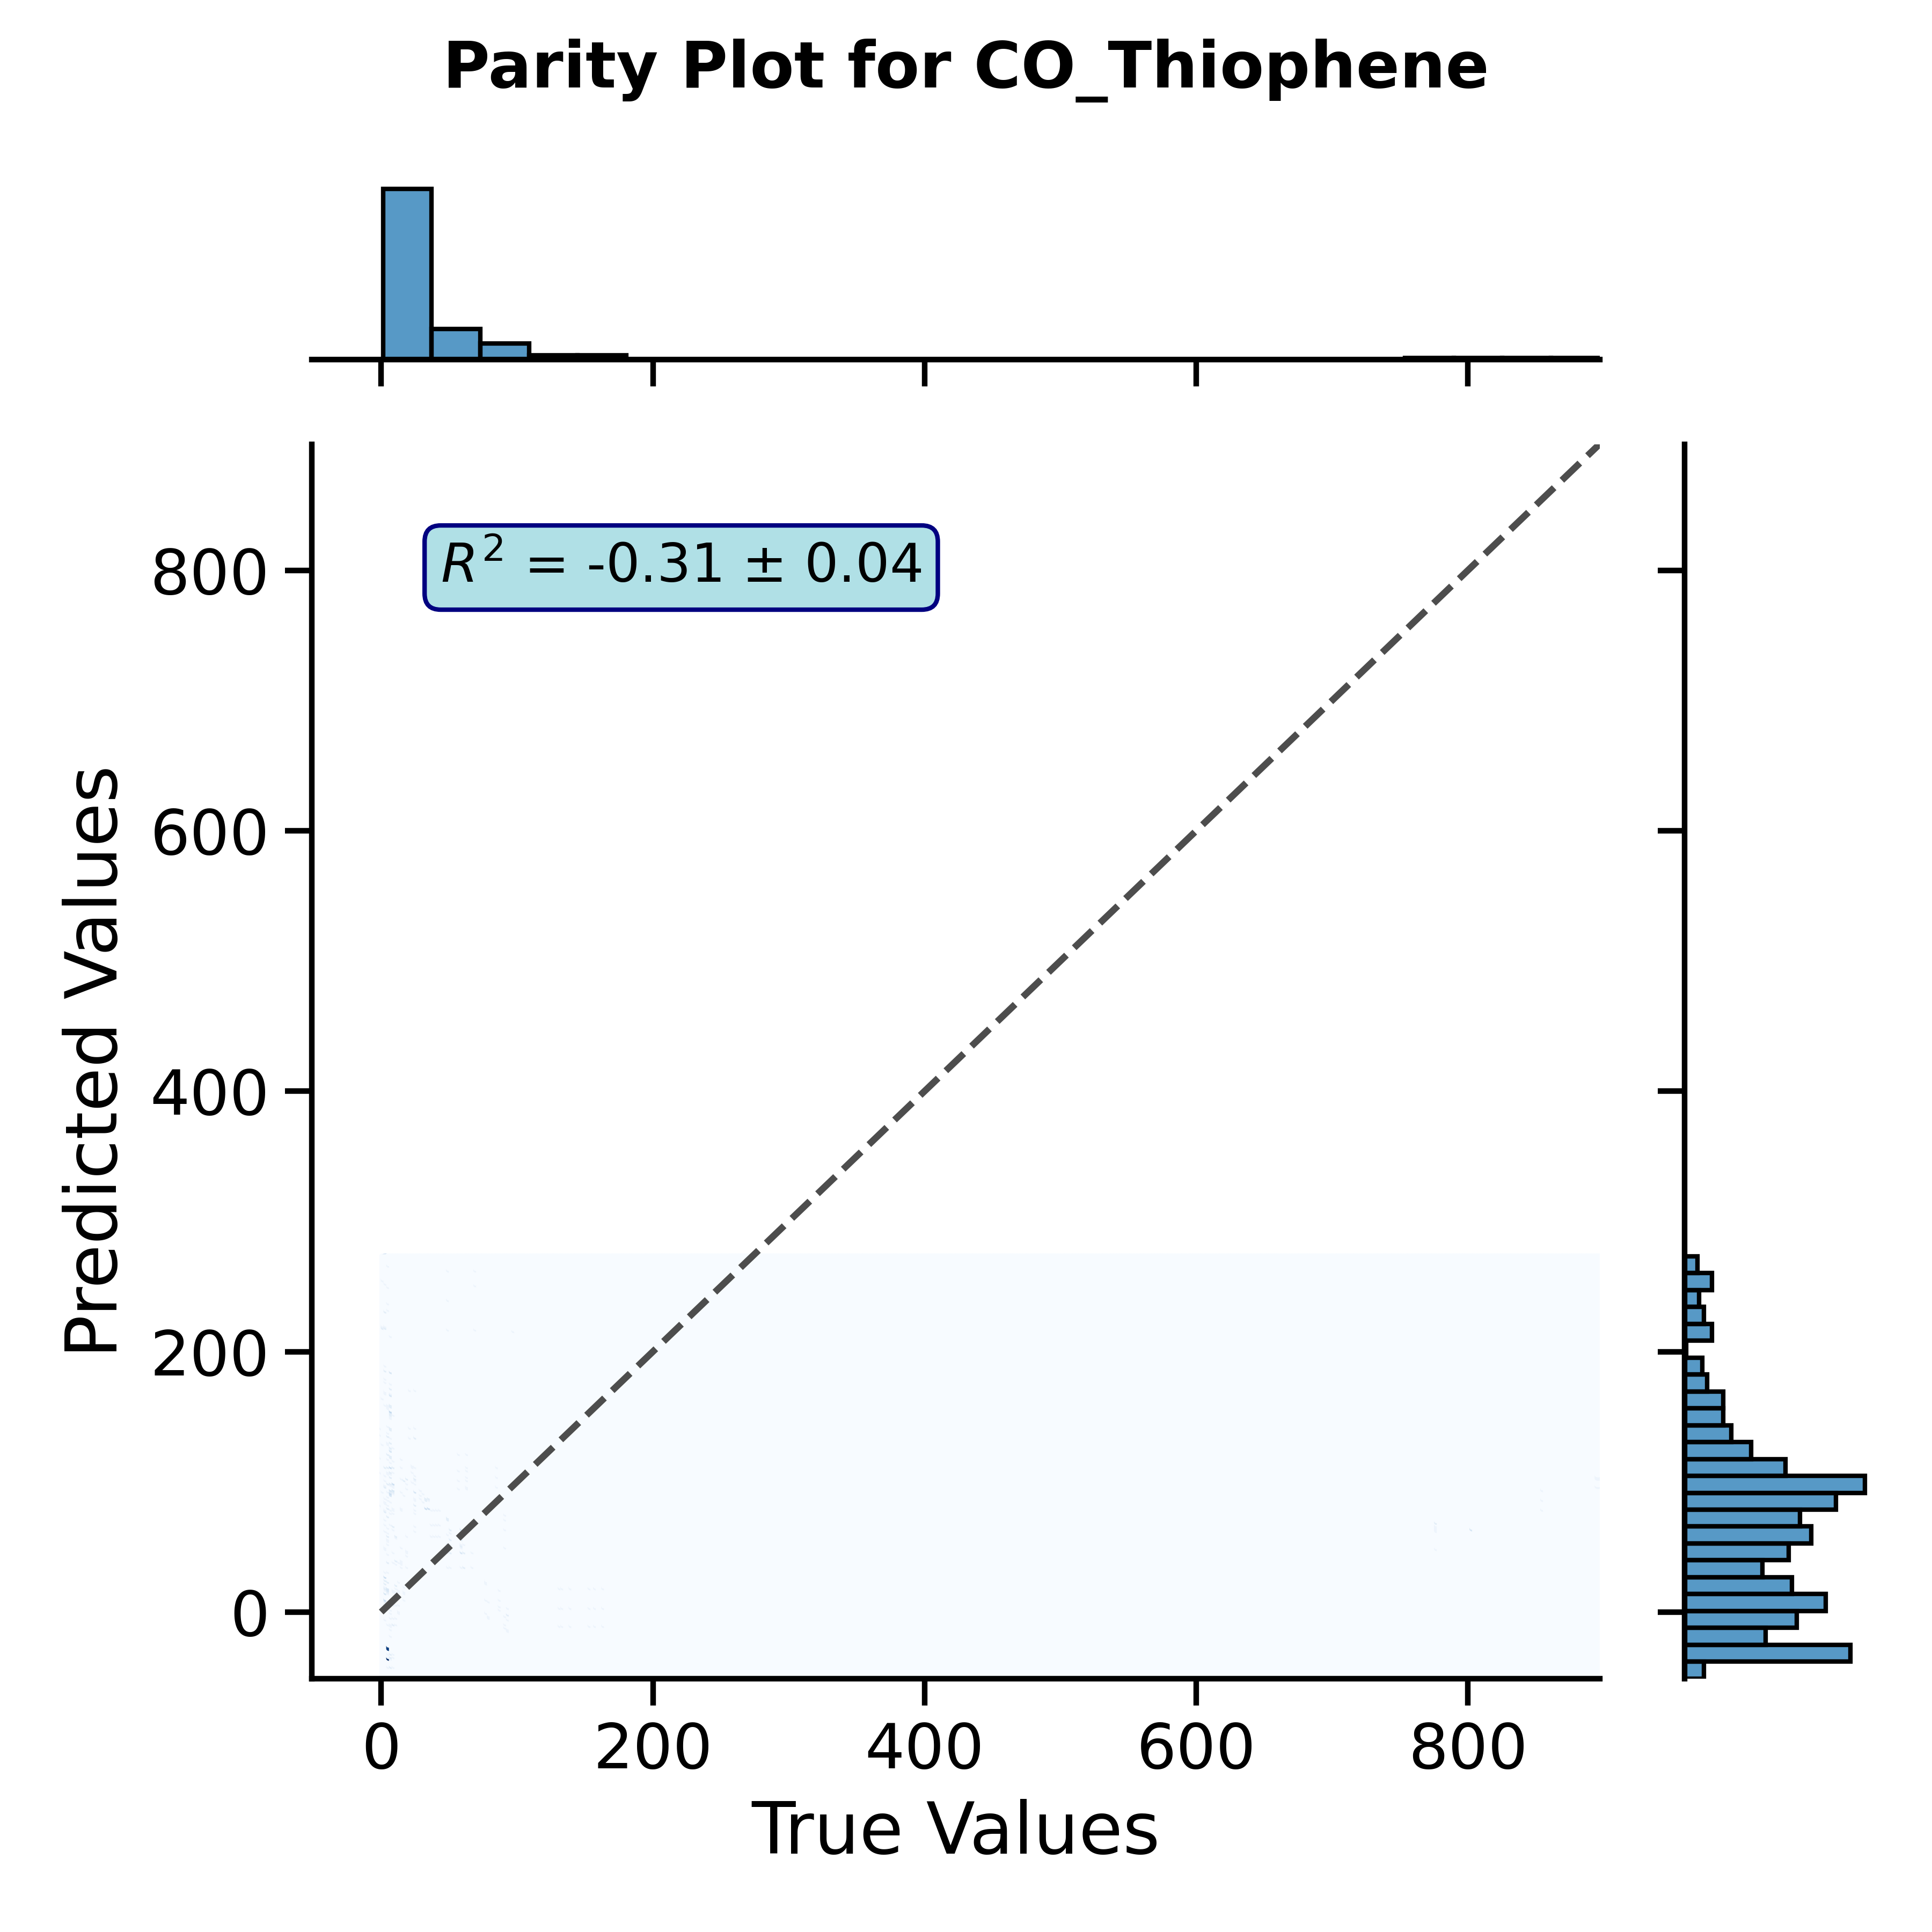 Parity Plot for CO_Thiophene
R² = -0.31 ± 0.04
Predicted Values
800
600
400
200
0
0 200 400 600 800
True Values